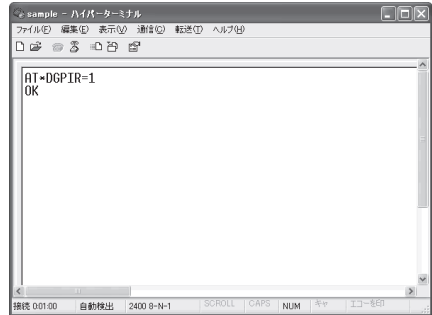 sample - ハイパーターミナル
ファイル(F) 編集(E) 表示(V) 通信(C) 転送(T) ヘルプ(H)
AT*DGPIR=1
OK
接続 0:01:00 自動検出 2400 8-N-1 SCROLL CAPS NUM キャ エコーを印